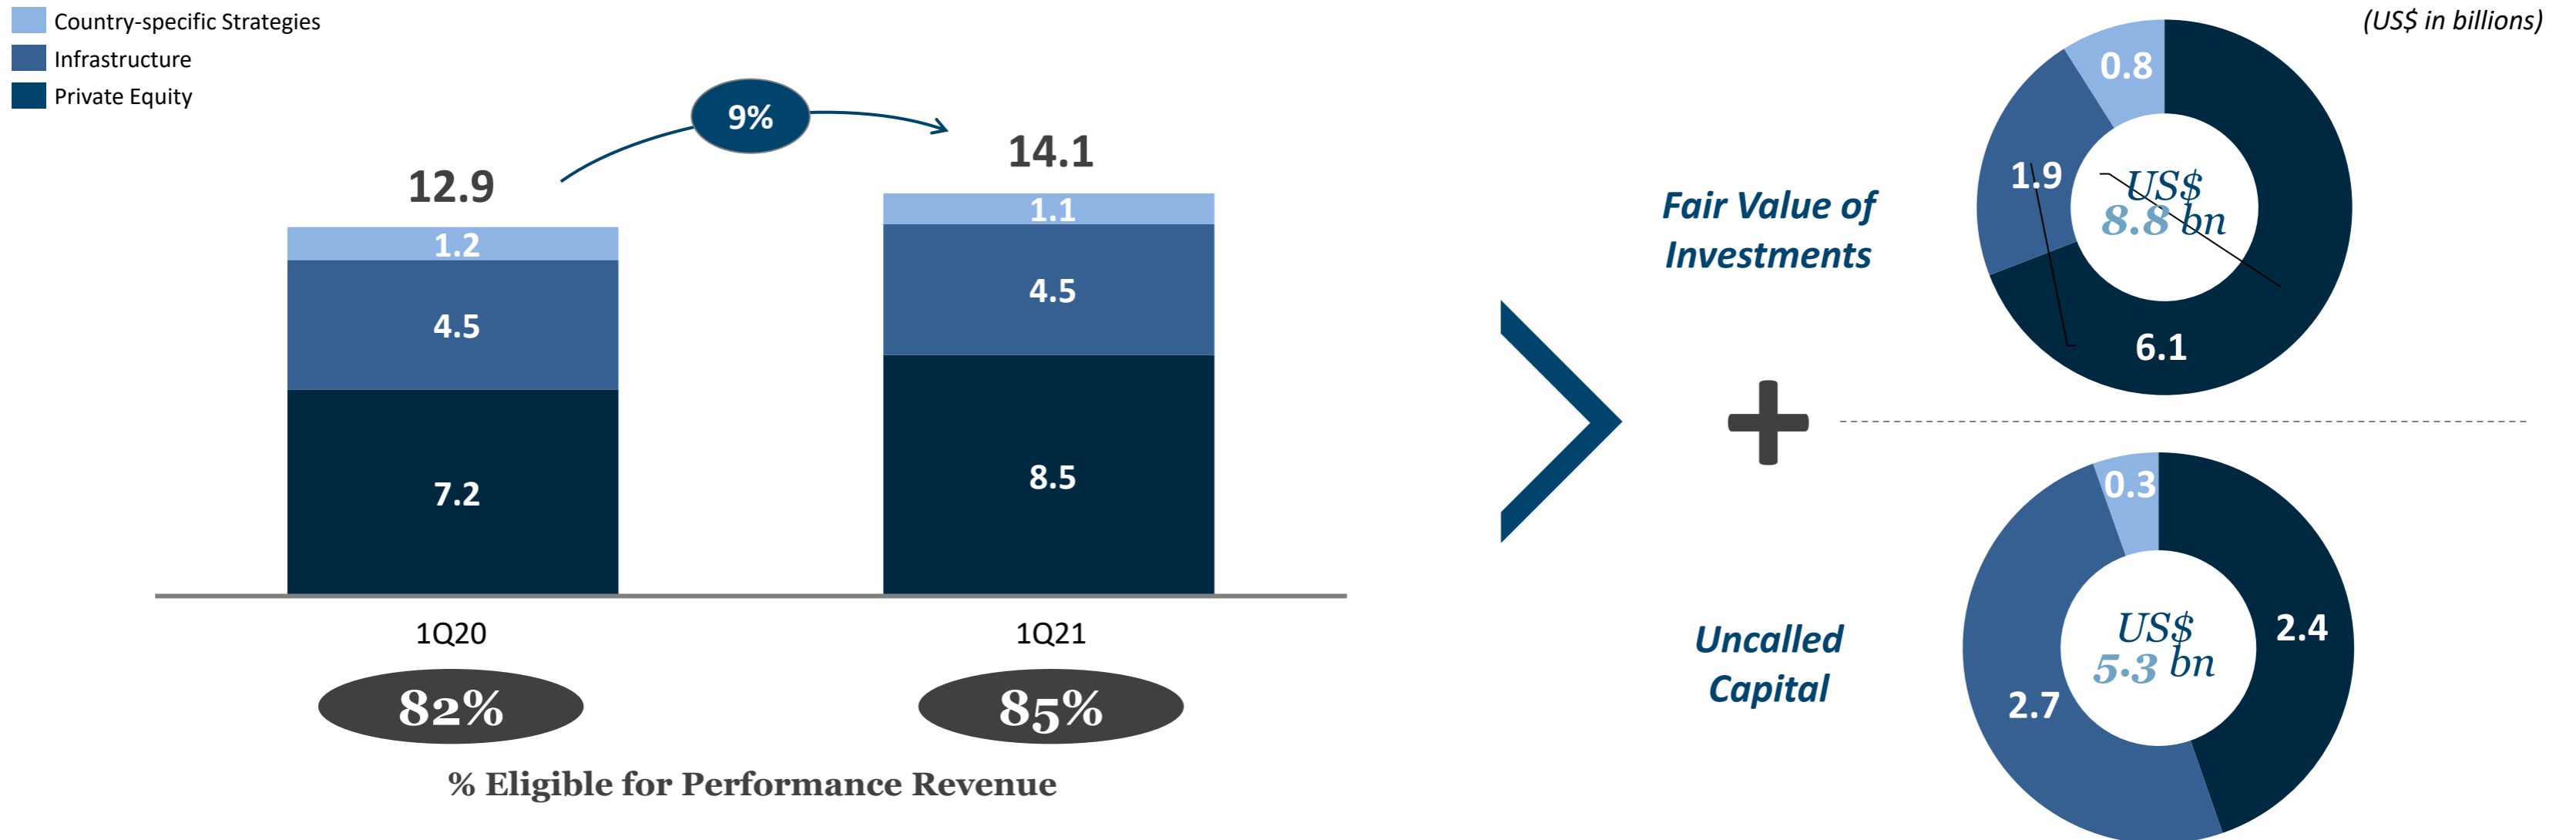 Country-specific Strategies
Infrastructure
Private Equity
9%
12.9
14.1
1.2
4.5
7.2
1.1
4.5
8.5
1Q20
1Q21
82%
85%
% Eligible for Performance Revenue
(US$ in billions)
Fair Value of
Investments
0.8
1.9
6.1
US$
8.8 bn
+
Uncalled
Capital
0.3
2.4
2.7
US$
5.3 bn